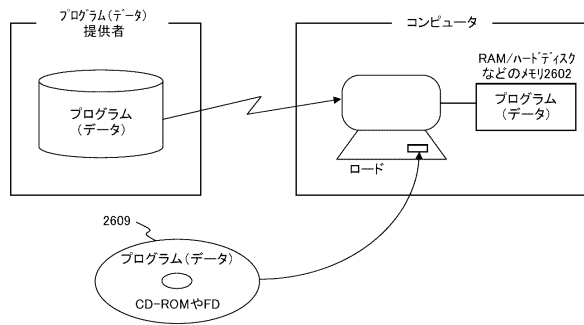 プログラム(データ)
提供者
プログラム
(データ)
コンピュータ
RAM/ハードディスク
などのメモリ2602
プログラム
(データ)
ロード
2609
プログラム(データ)
CD-ROMやFD